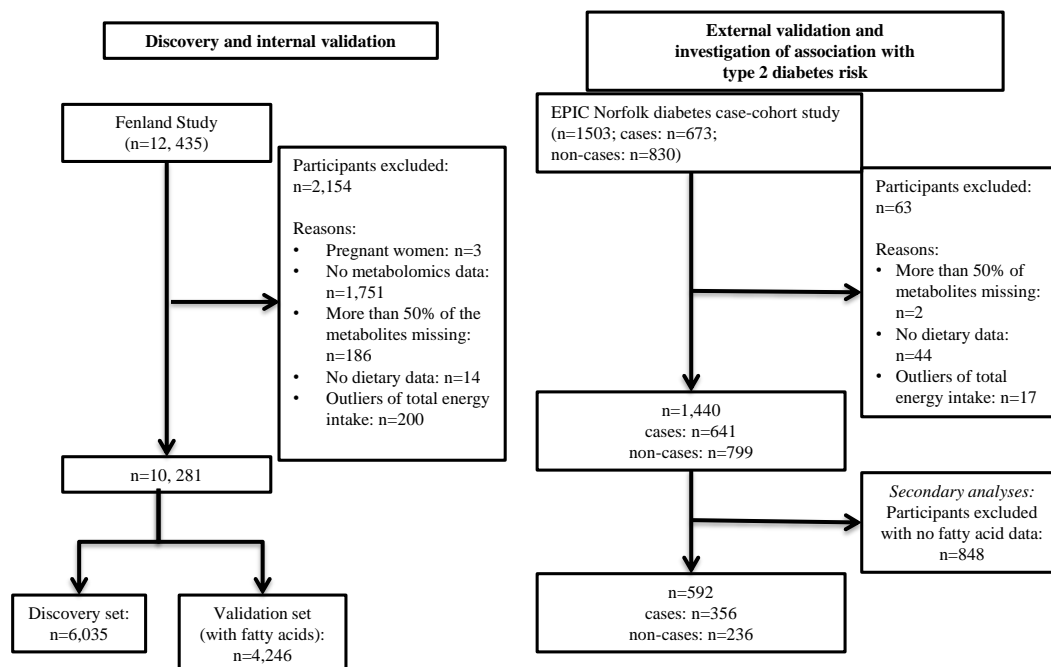 Discovery and internal validation
Fenland Study
(n=12, 435)
Participants excluded:
n=2,154
Reasons:
• Pregnant women: n=3
• No metabolomics data:
n=1,751
• More than 50% of the
metabolites missing:
n=186
• No dietary data: n=14
• Outliers of total energy
intake: n=200
n=10, 281
Discovery set:
n=6,035
Validation set
(with fatty acids):
n=4,246
External validation and
investigation of association with
type 2 diabetes risk
EPIC Norfolk diabetes case-cohort study
(n=1503; cases: n=673;
non-cases: n=830)
Participants excluded:
n=63
Reasons:
• More than 50% of
metabolites missing:
n=2
• No dietary data:
n=44
• Outliers of total
energy intake: n=17
n=1,440
cases: n=641
non-cases: n=799
Secondary analyses:
Participants excluded
with no fatty acid data:
n=848
n=592
cases: n=356
non-cases: n=236